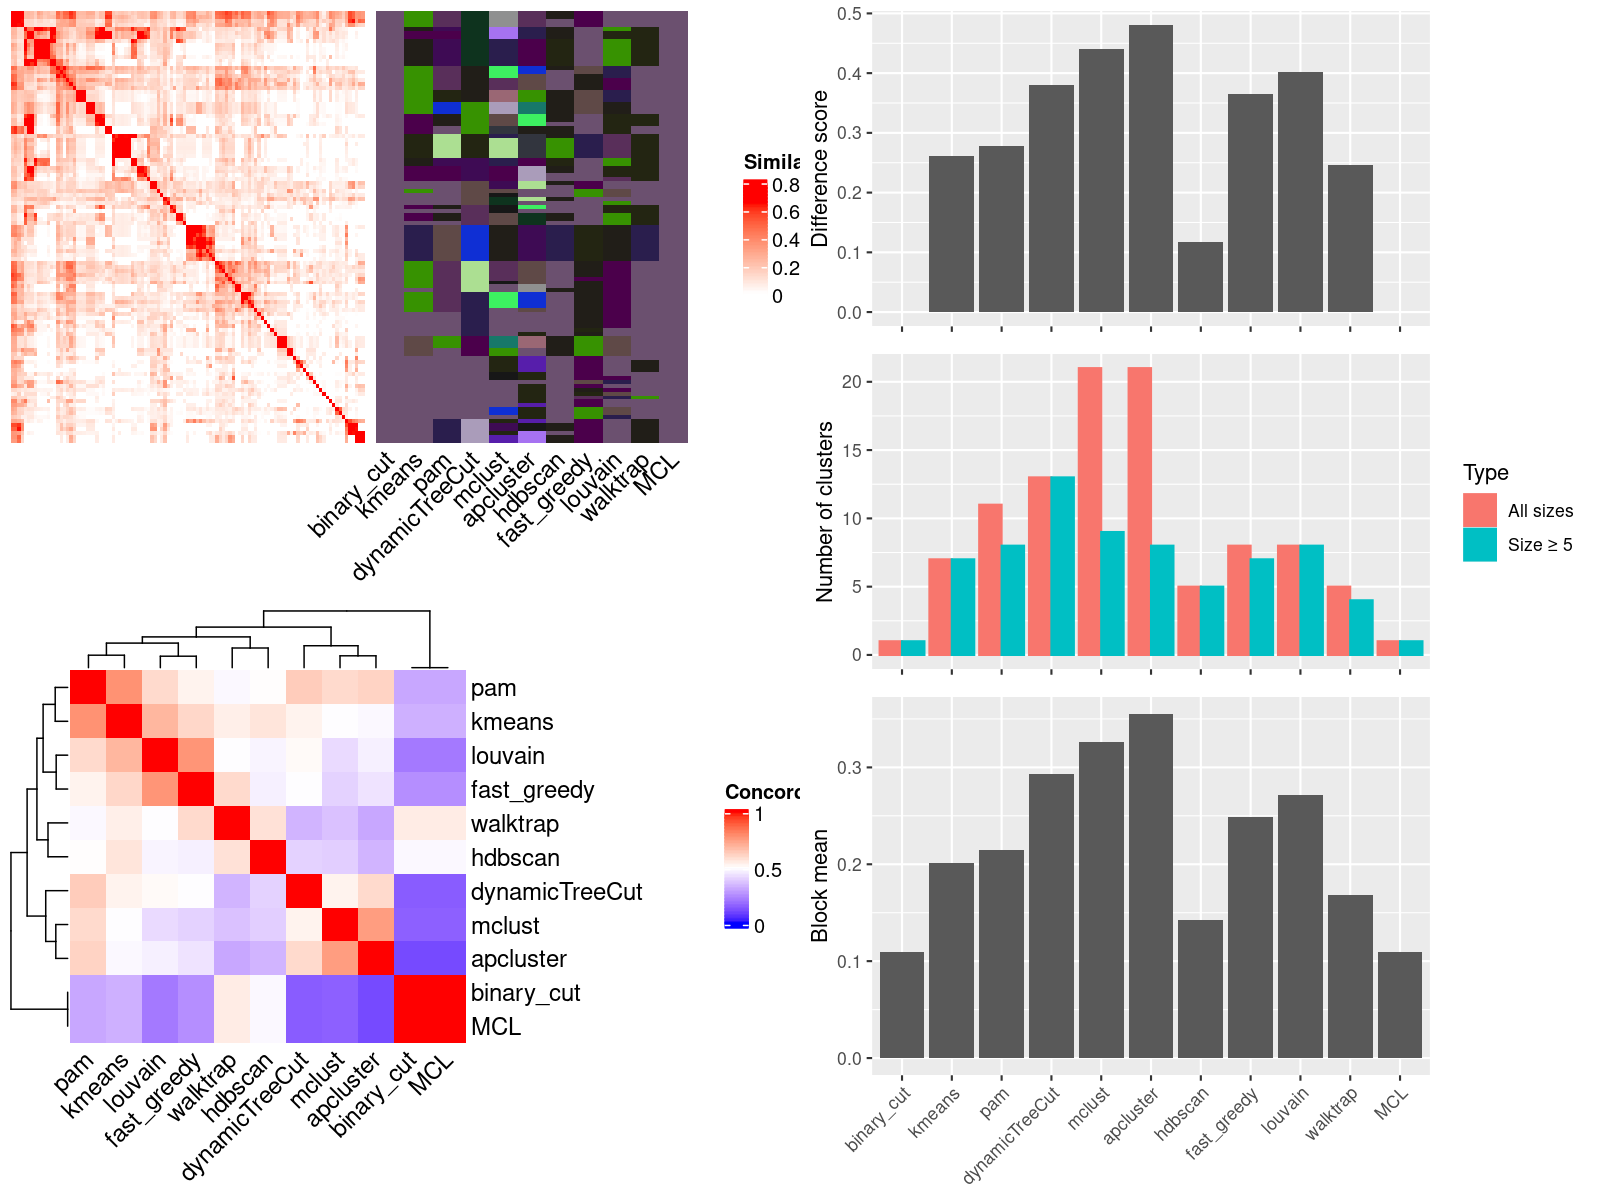 Simila
0.8
0.6
0.4
0.2
0
binary_cut
kmeans
pam
dynamicTreeCut
mclust
apcluster
hdbscan
fast_greedy
louvain
walktrap
MCL
pam
kmeans
louvain
fast_greedy
walktrap
hdbscan
dynamicTreeCut
mclust
apcluster
binary_cut
MCL
pam
kmeans
louvain
fast_greedy
walktrap
hdbscan
dynamicTreeCut
mclust
apcluster
binary_cut
MCL
Concord
1
0.5
0
Difference score
0.5
0.4
0.3
0.2
0.1
0.0
Number of clusters
20
15
10
5
0
Type
All sizes
Size ≥ 5
Block mean
0.3
0.2
0.1
0.0
binary_cut
kmeans
pam
dynamicTreeCut
mclust
apcluster
hdbscan
fast_greedy
louvain
walktrap
MCL